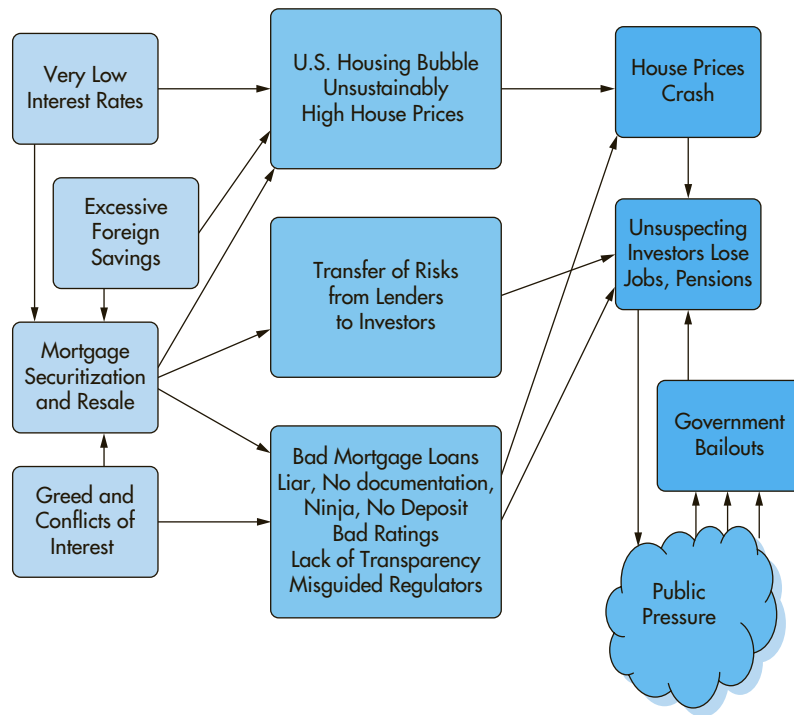 Very Low
Interest Rates
U.S. Housing Bubble
Unsustainably
High House Prices
House Prices
Crash
Excessive
Foreign
Savings
Transfer of Risks
from Lenders
to Investors
Unsuspecting
Investors Lose
Jobs, Pensions
Mortgage
Securitization
and Resale
Government
Bailouts
Greed and
Conflicts of
Interest
Bad Mortgage Loans
Liar, No documentation,
Ninja, No Deposit
Bad Ratings
Lack of Transparency
Misguided Regulators
Public
Pressure